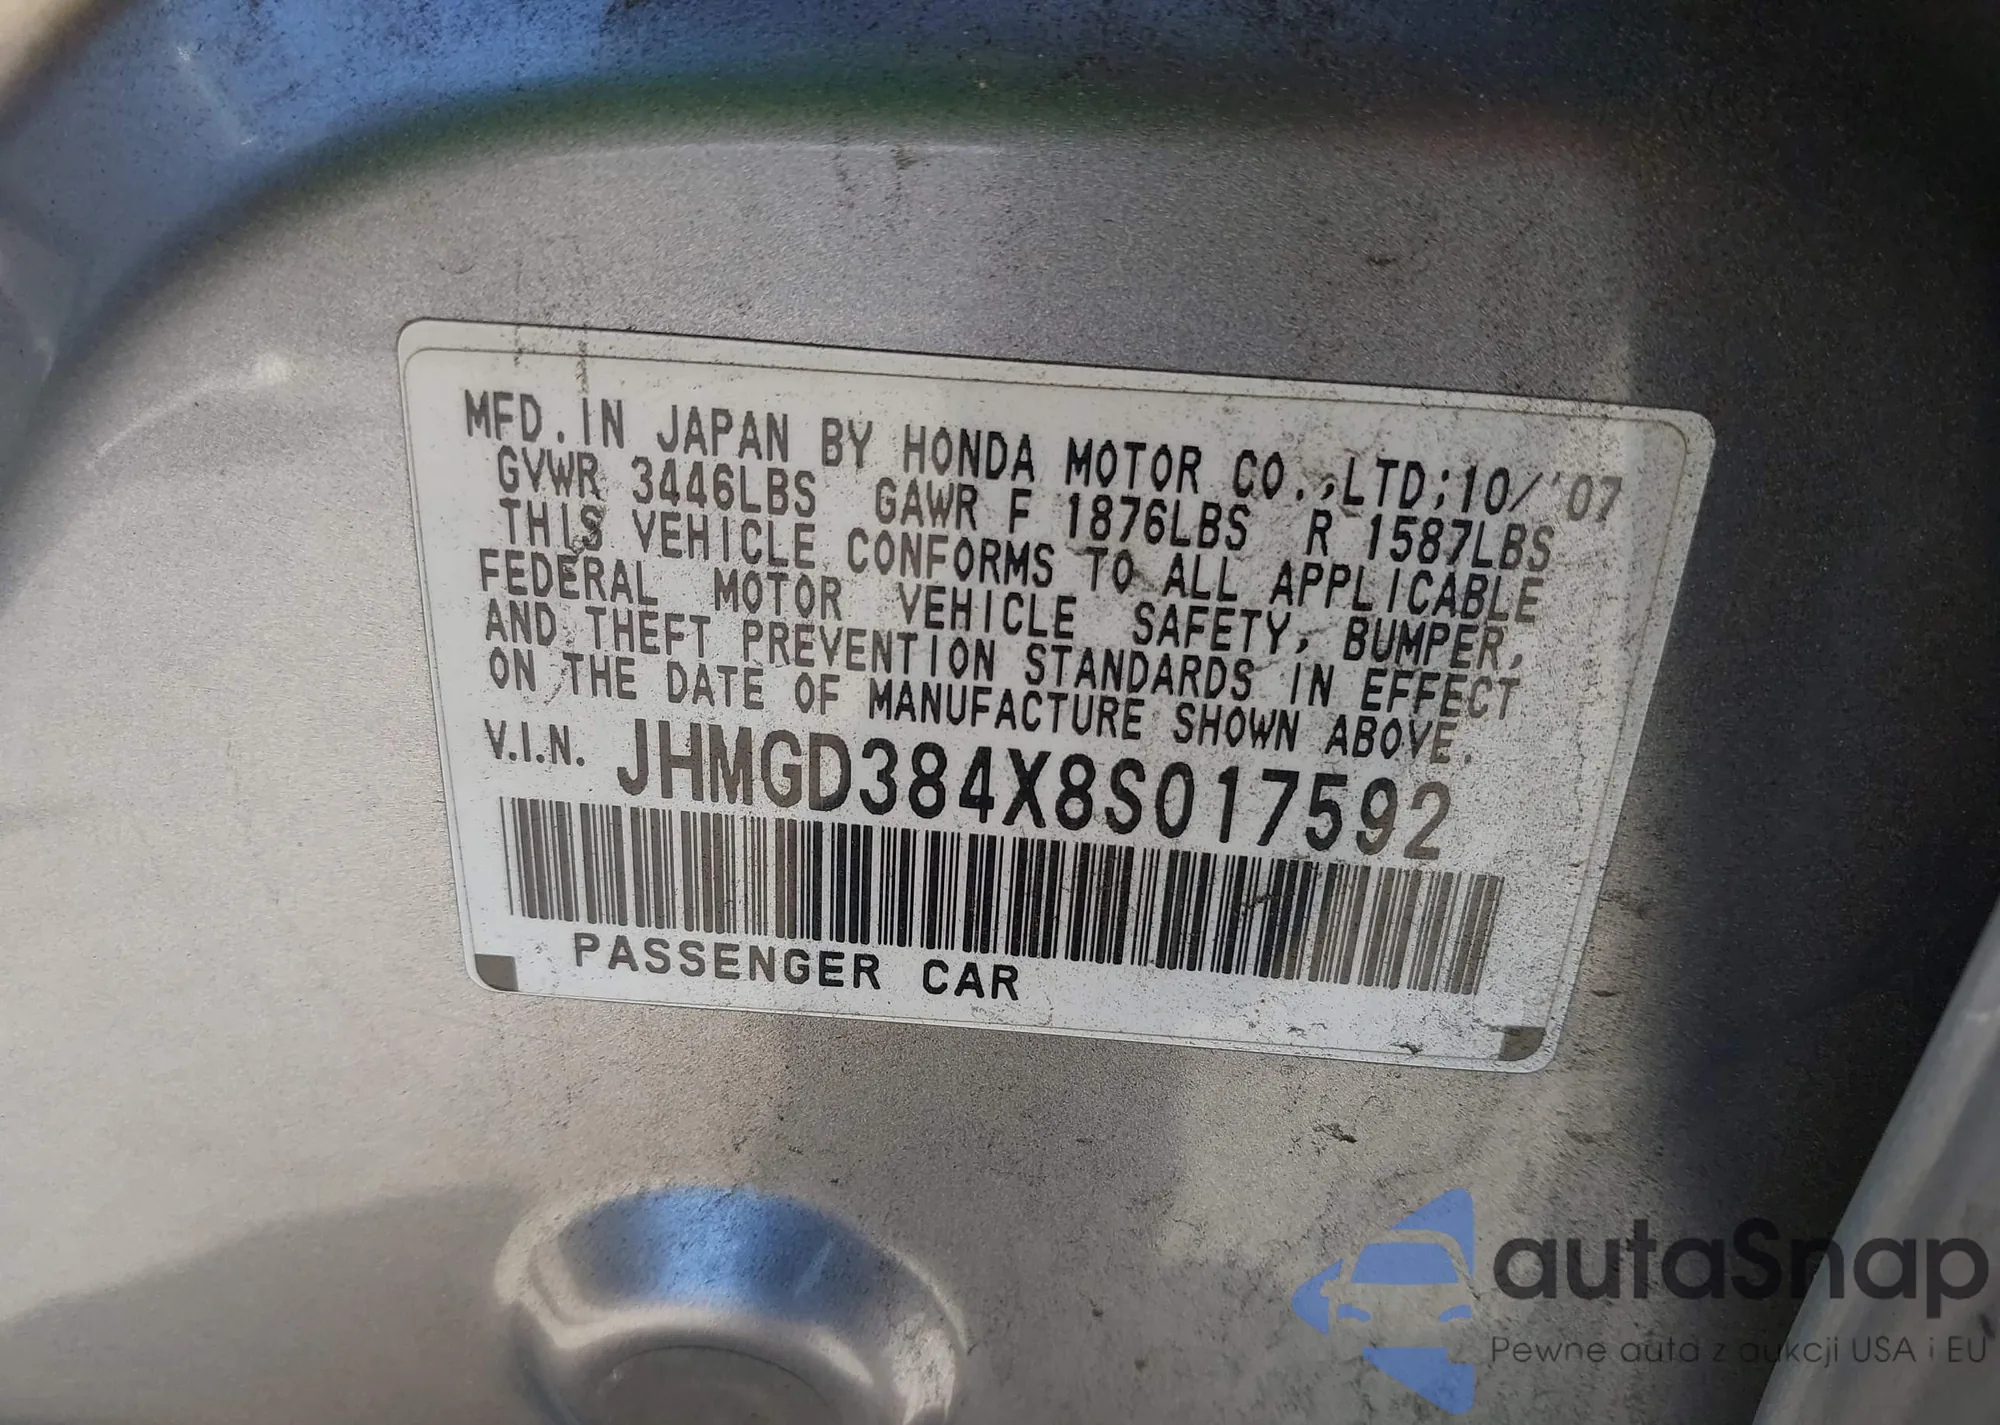 MFD. IN JAPAN BY HONDA MOTOR CO., LTD; 10/'07
GVWR 3446LBS GAWR F 1876LBS R 1587LBS
THIS VEHICLE CONFORMS TO ALL APPLICABLE
FEDERAL MOTOR VEHICLE SAFETY, BUMPER,
AND THEFT PREVENTION STANDARDS IN EFFECT
ON THE DATE OF MANUFACTURE SHOWN ABOVE.
V.I.N. JHMGD384X8S017592
PASSENGER CAR
autaSnap
Pewne auta z aukcji USA i EU